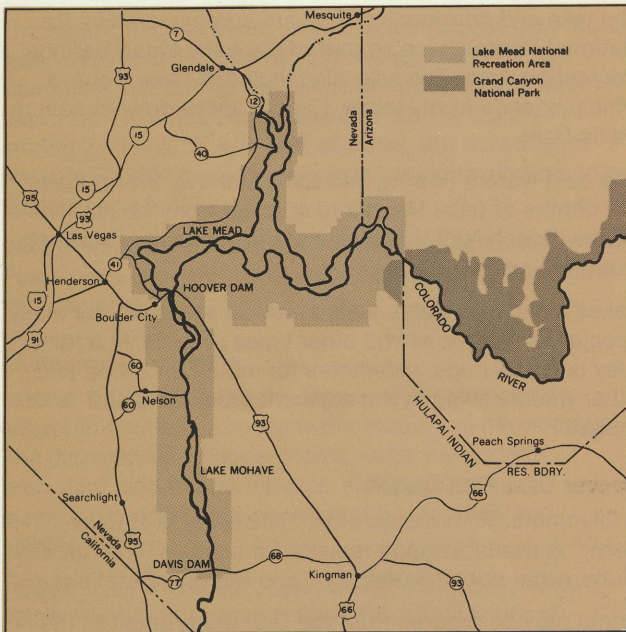 Mesquite
7
Lake Mead National
Recreation Area
93
Glendale
Grand Canyon
National Park
12
Nevada
Arizona
15
40
95
15
93
Las Vegas
LAKE MEAD
41
Henderson
HOOVER DAM
15
Boulder City
COLORADO
RIVER
91
60
Nelson
60
93
HULAPAI INDIAN
RES. BDRY.
Peach Springs
LAKE MOHAVE
66
Searchlight
Nevada
California
95
DAVIS DAM
68
77
Kingman
93
66